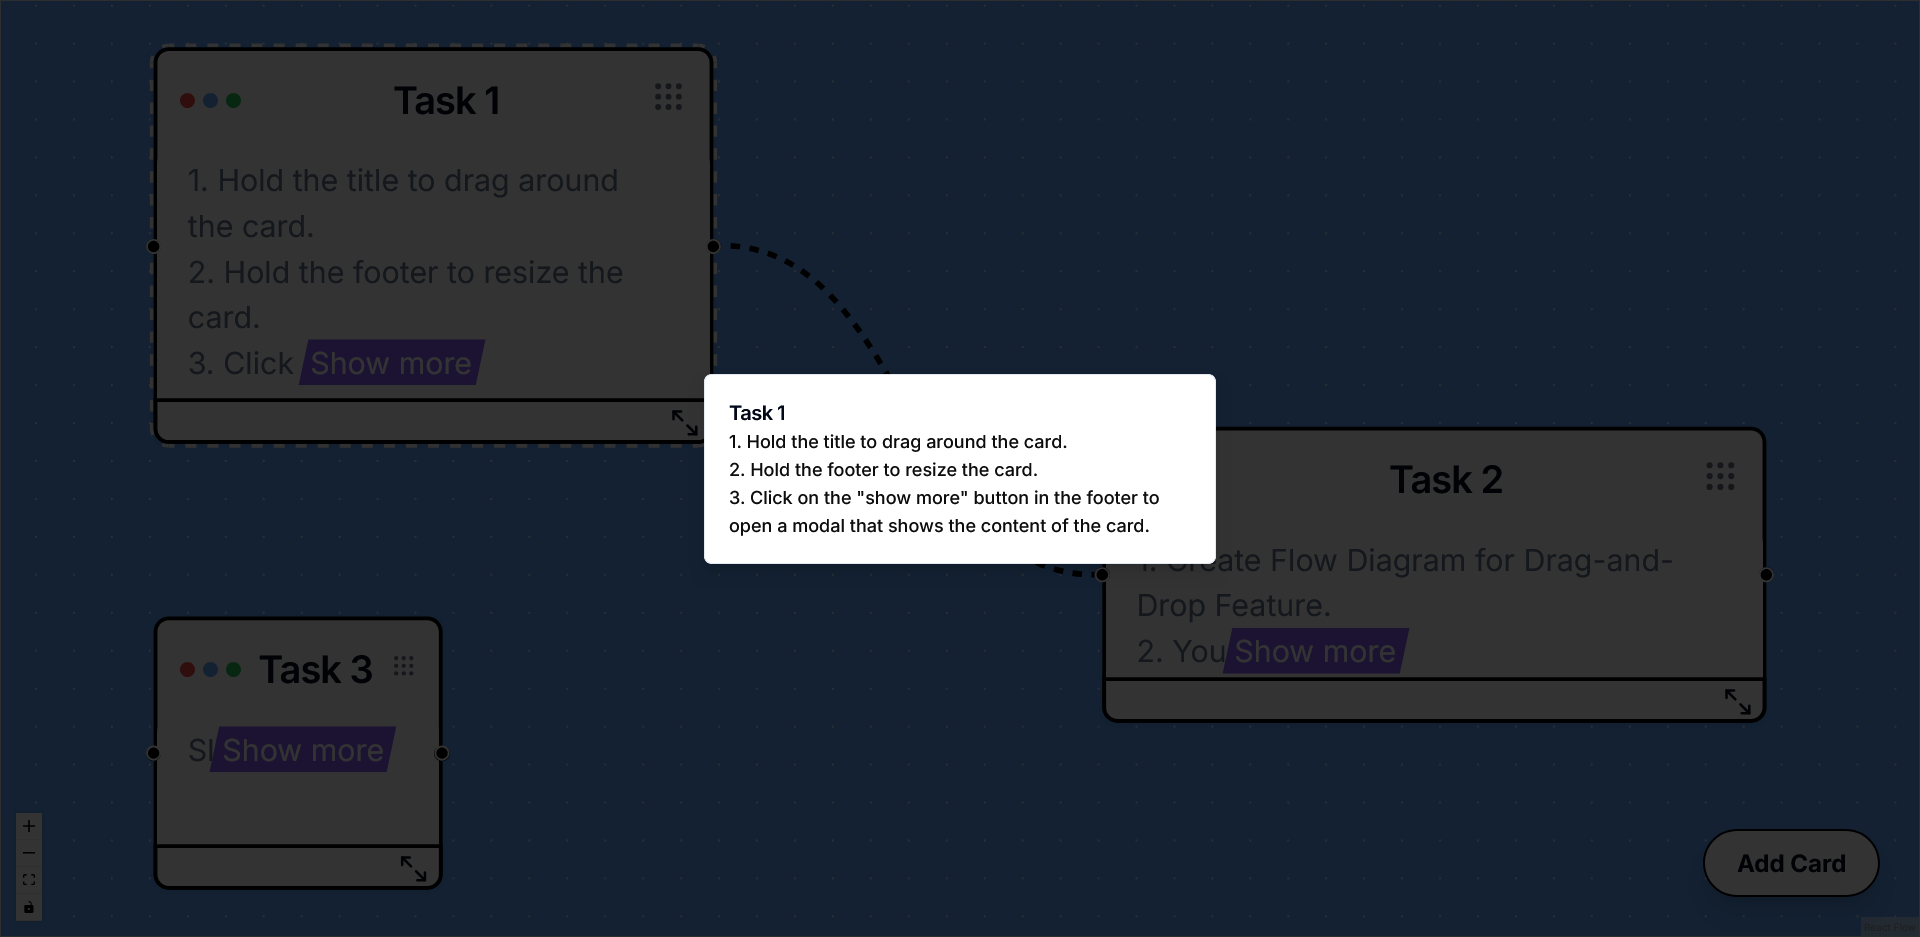 Task 1
1. Hold the title to drag around
the card.
2. Hold the footer to resize the
card.
3. Click Show more
Task 1
1. Hold the title to drag around the card.
2. Hold the footer to resize the card.
3. Click on the "show more" button in the footer to
open a modal that shows the content of the card.
Task 2
1. Create Flow Diagram for Drag-and-
Drop Feature.
2. You Show more
Task 3
Show more
Add Card
React Flow